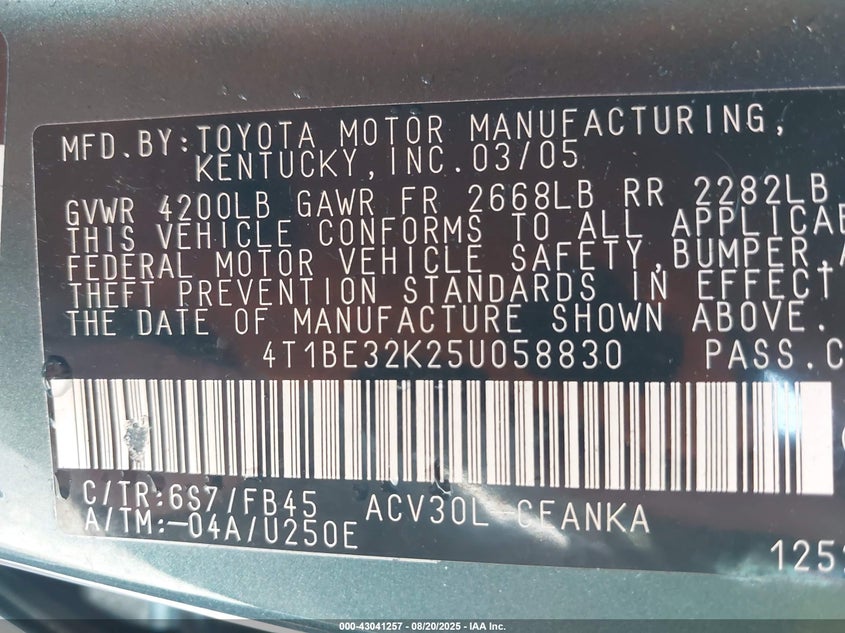 MFD.BY:TOYOTA MOTOR MANUFACTURING,
KENTUCKY,INC.03/05
GVWR 4200LB GAWR FR 2668LB RR 2282LB
THIS VEHICLE CONFORMS TO ALL APPLICAB
FEDERAL MOTOR VEHICLE SAFETY,BUMPER,A
THEFT PREVENTION STANDARDS IN EFFECT
THE DATE OF MANUFACTURE SHOWN ABOVE.
4T1BE32K25U058830 PASS.C
C/TR:6S7/FB45 ACV30L-CEANKA
A/TM:-04A/U250E
125
000-43041257 - 08/20/2025 - IAA Inc.